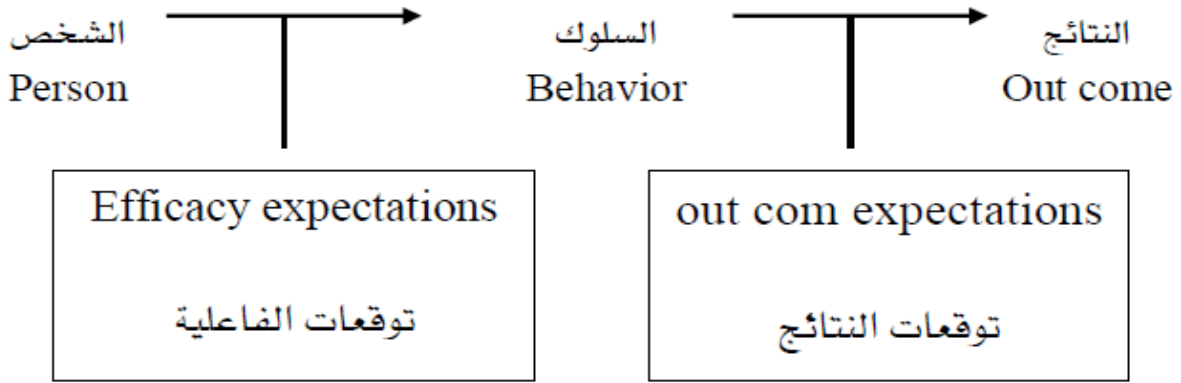 الشخص
Person
السلوك
Behavior
النتائج
Out come
Efficacy expectations
توقعات الفاعلية
out com expectations
توقعات النتائج